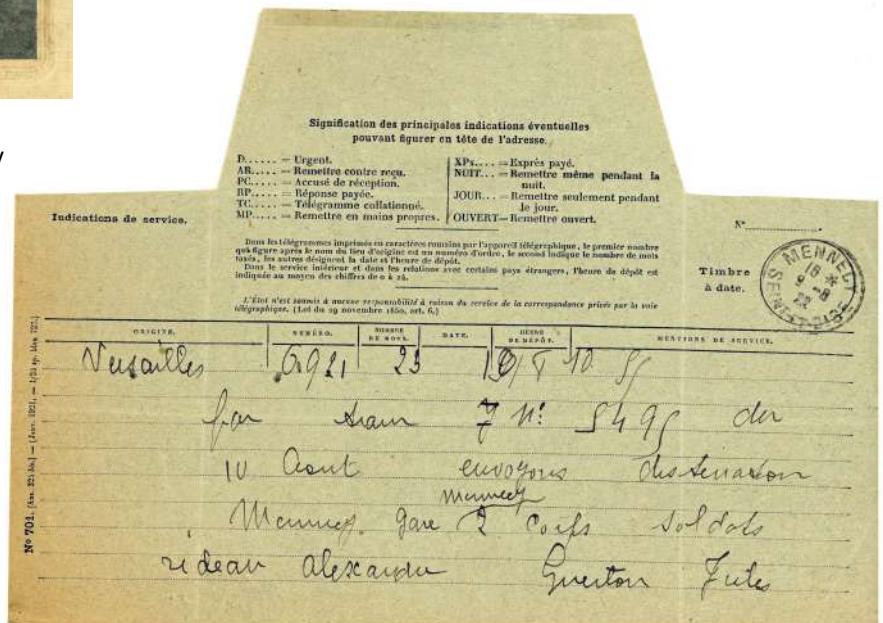 y
Signification des principales indications éventuelles
pouvant figurer en tête de l'adresse.
D...... = Urgent.
AR..... = Remettre contre reçu.
PC..... = Accusé de réception.
RP..... = Réponse payée.
TC..... = Télégramme collationné.
MP..... = Remettre en mains propres.
XPx.... = Exprès payé.
NUIT... = Remettre même pendant la
nuit.
JOUR... = Remettre seulement pendant
le jour.
OUVERT = Remettre ouvert.
Indications de service.
N°
Dans les télégrammes imprimés en caractères romains par l'appareil télégraphique, le premier nombre
qui figure après le nom du lieu d'origine est un numéro d'ordre, le second indique le nombre de mots
taxés, les autres désignent la date et l'heure de dépôt.
Dans le service intérieur et dans les relations avec certains pays étrangers, l'heure de dépôt est
indiquée au moyen des chiffres de 0 à 24.
L'État n'est soumis à aucune responsabilité à raison du service de la correspondance privée par la voie
télégraphique. (Loi du 29 novembre 1850, art. 6.)
Timbre
à date.
MENNECY
18 *
9 -8
22
SEINE-ET-OISE
ORIGINE. NUMÉRO. NOMBRE DE MOTS. DATE. HEURE DE DÉPÔT. MENTIONS DE SERVICE.
Versailles 6921 23 10
par train 7 N° 5495 du
10 Aout envoyons destination
Mennecy
Mennecy gare 2 corps soldats
rideau alexandre Guerton Jules
N° 701.